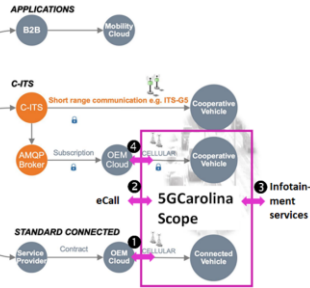 APPLICATIONS
B2B
Mobility
Cloud
C-ITS
Short range communication e.g. ITS-G5
C-ITS
Cooperative
Vehicle
AMQP
Broker
Subscription
OEM
Cloud
4
CELLULAR
Cooperative
Vehicle
2
eCall
5GCarolina
Scope
3
Infotain-
ment
services
STANDARD CONNECTED
Service
Provider
Contract
OEM
Cloud
1
CELLULAR
Connected
Vehicle